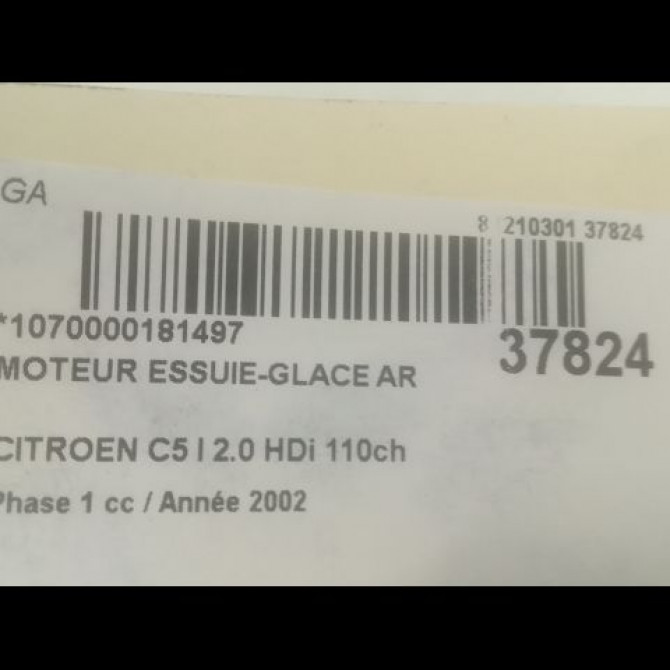 GA
8 210301 37824
*1070000181497
37824
MOTEUR ESSUIE-GLACE AR
CITROEN C5 I 2.0 HDi 110ch
Phase 1 cc / Année 2002